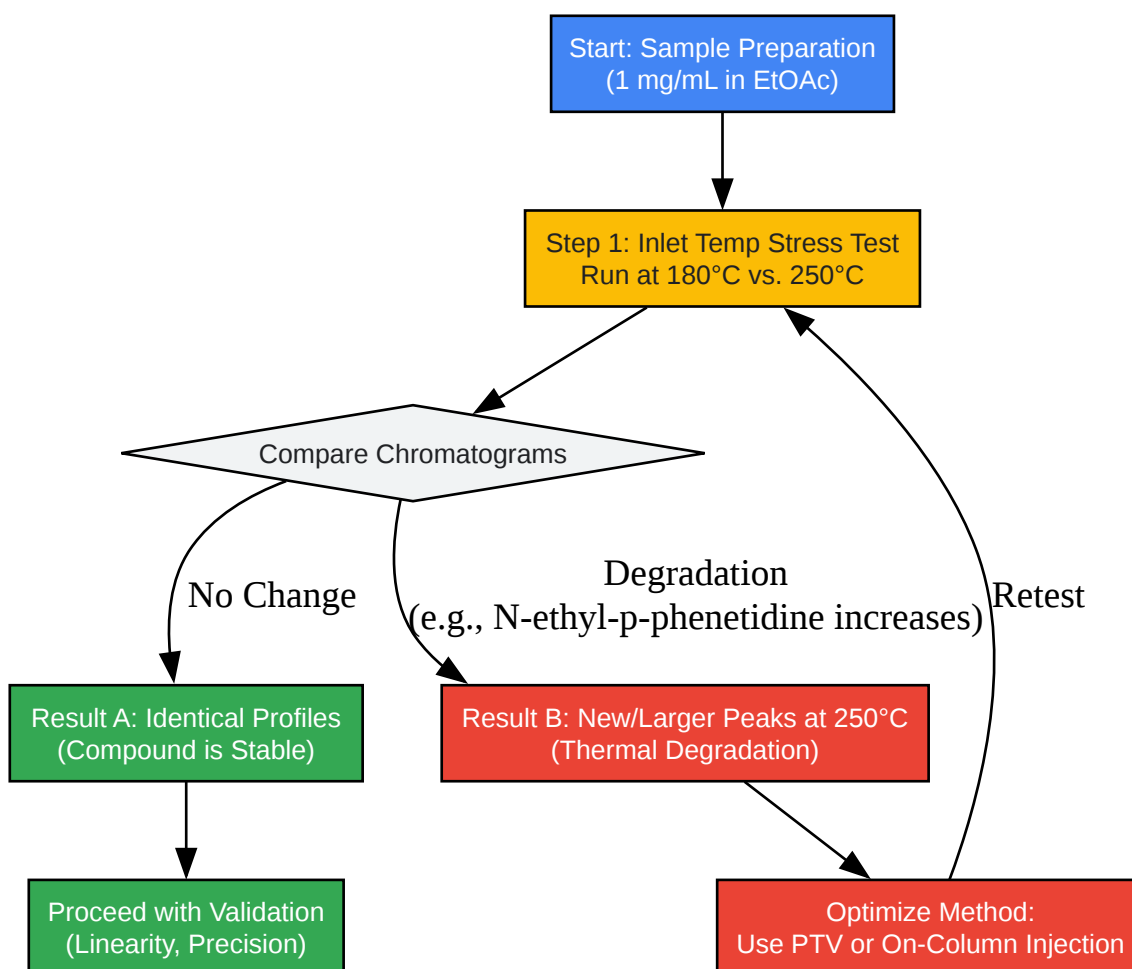 Start: Sample Preparation
(1 mg/mL in EtOAc)
Step 1: Inlet Temp Stress Test
Run at 180°C vs. 250°C
Compare Chromatograms
No Change
Degradation
(e.g., N-ethyl-p-phenetidine increases)
Retest
Result A: Identical Profiles
(Compound is Stable)
Result B: New/Larger Peaks at 250°C
(Thermal Degradation)
Proceed with Validation
(Linearity, Precision)
Optimize Method:
Use PTV or On-Column Injection